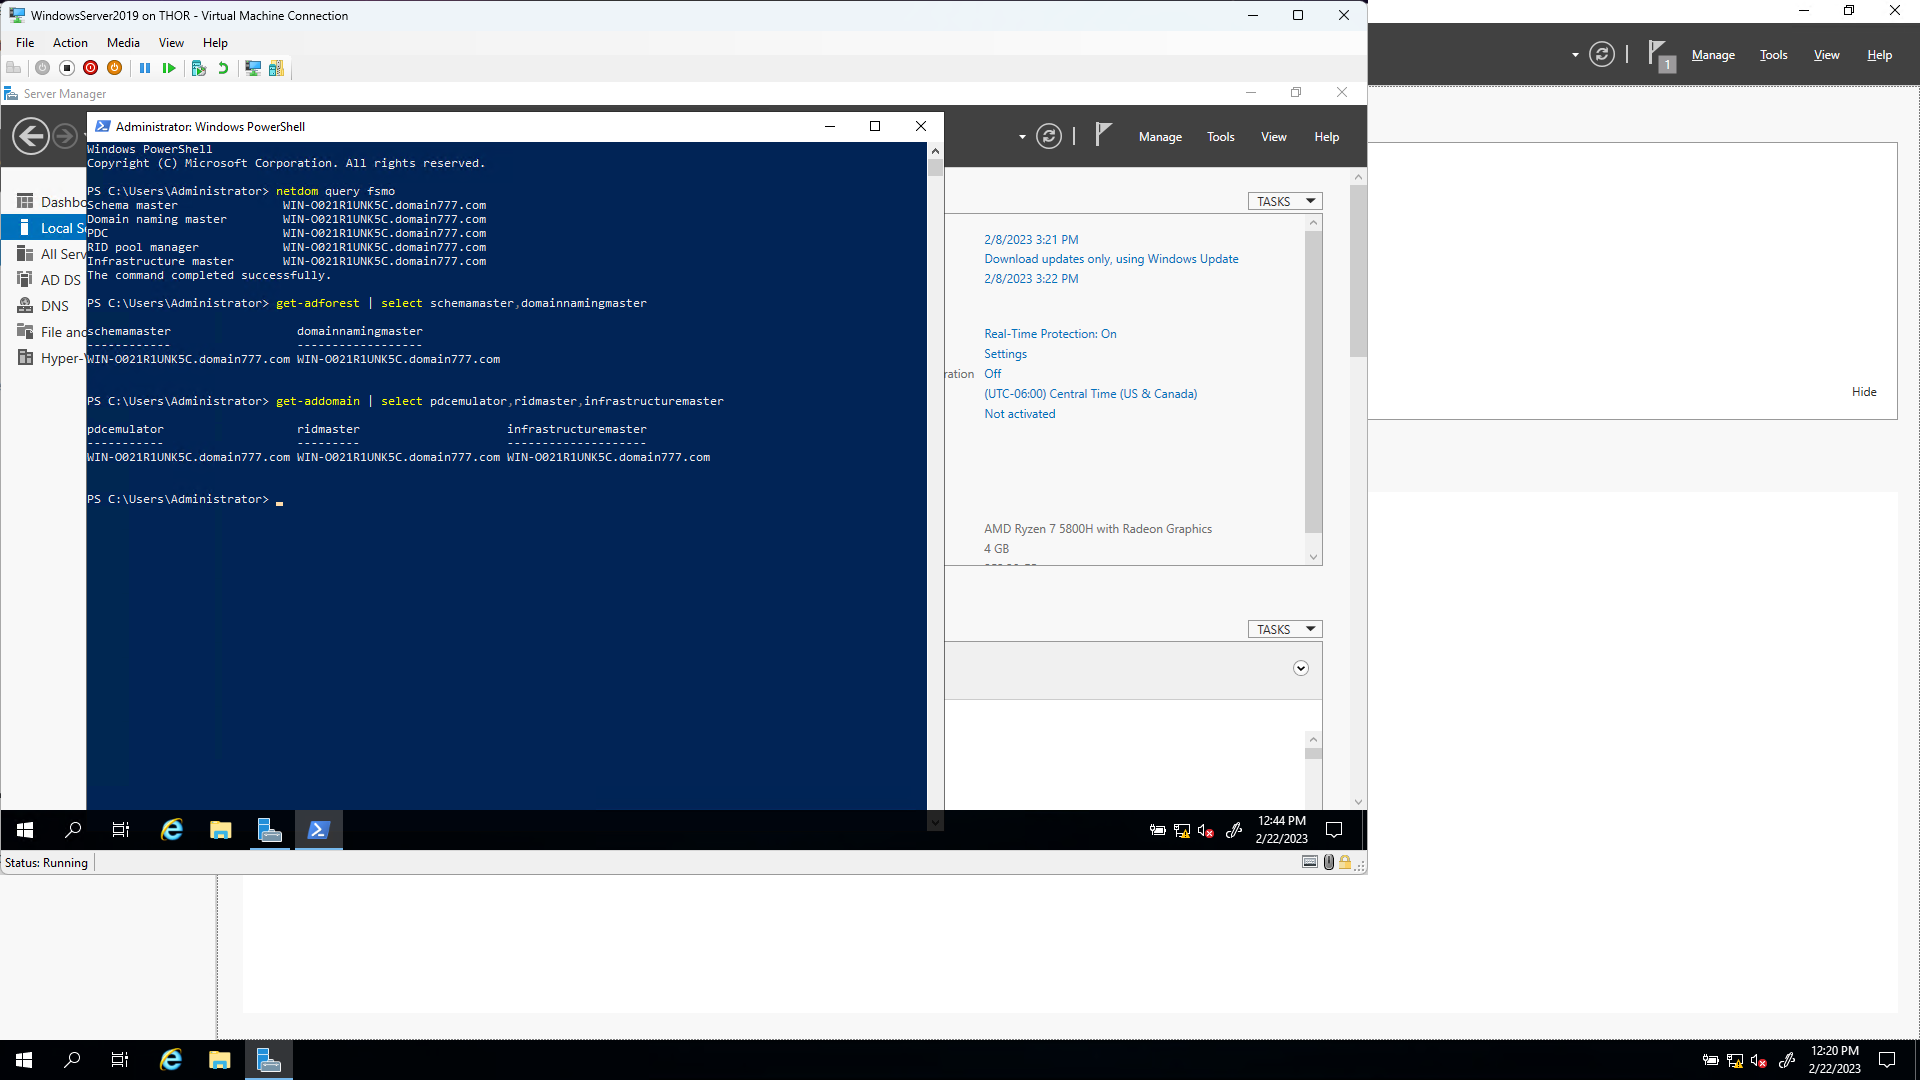 WindowsServer2019 on THOR - Virtual Machine Connection
File Action Media View Help
Server Manager
Manage Tools View Help
1
Administrator: Windows PowerShell
Manage Tools View Help
Windows PowerShell
Copyright (C) Microsoft Corporation. All rights reserved.
PS C:\Users\Administrator> netdom query fsmo
Schema master WIN-O021R1UNK5C.domain777.com
Domain naming master WIN-O021R1UNK5C.domain777.com
PDC WIN-O021R1UNK5C.domain777.com
RID pool manager WIN-O021R1UNK5C.domain777.com
Infrastructure master WIN-O021R1UNK5C.domain777.com
The command completed successfully.
PS C:\Users\Administrator> get-adforest | select schemamaster,domainnamingmaster
schemamaster domainnamingmaster
------------ ------------------
WIN-O021R1UNK5C.domain777.com WIN-O021R1UNK5C.domain777.com
PS C:\Users\Administrator> get-addomain | select pdcemulator,ridmaster,infrastructuremaster
pdcemulator ridmaster infrastructuremaster
----------- --------- --------------------
WIN-O021R1UNK5C.domain777.com WIN-O021R1UNK5C.domain777.com WIN-O021R1UNK5C.domain777.com
PS C:\Users\Administrator> _
Dashbo
Local S
All Serv
AD DS
DNS
File and
Hyper-
TASKS
2/8/2023 3:21 PM
Download updates only, using Windows Update
2/8/2023 3:22 PM
Real-Time Protection: On
Settings
ration Off
(UTC-06:00) Central Time (US & Canada)
Not activated
AMD Ryzen 7 5800H with Radeon Graphics
4 GB
TASKS
Hide
12:44 PM
2/22/2023
Status: Running
12:20 PM
2/22/2023